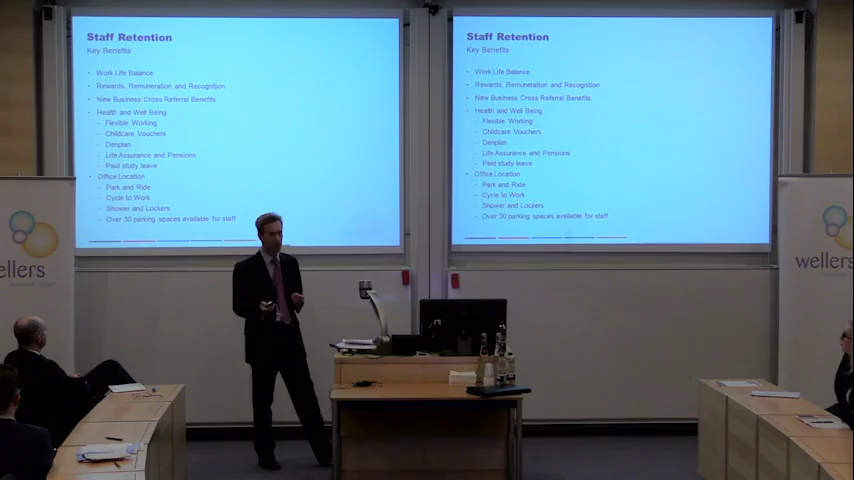 Staff Retention
Key Benefits
• Work Life Balance
• Rewards, Remuneration and Recognition
• New Business Cross Referral Benefits
• Health and Well Being
– Flexible Working
– Childcare Vouchers
– Denplan
– Life Assurance and Pensions
– Paid study leave
• Office Location
– Park and Ride
– Cycle to Work
– Shower and Lockers
– Over 30 parking spaces available for staff
Staff Retention
Key Benefits
• Work Life Balance
• Rewards, Remuneration and Recognition
• New Business Cross Referral Benefits
• Health and Well Being
– Flexible Working
– Childcare Vouchers
– Denplan
– Life Assurance and Pensions
– Paid study leave
• Office Location
– Park and Ride
– Cycle to Work
– Shower and Lockers
– Over 30 parking spaces available for staff
ellers
wellers